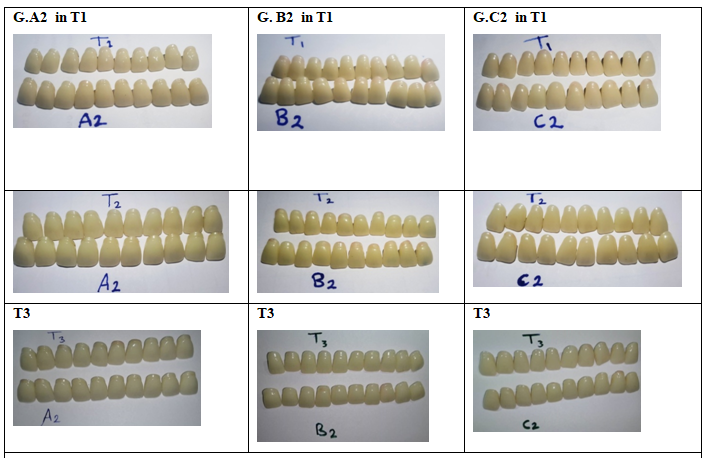 G.A2 in T1
G. B2 in T1
G.C2 in T1
T1
A2
T1
B2
T1
C2
T2
A2
T2
B2
T2
C2
T3
T3
T3
T3
A2
T3
B2
T3
C2